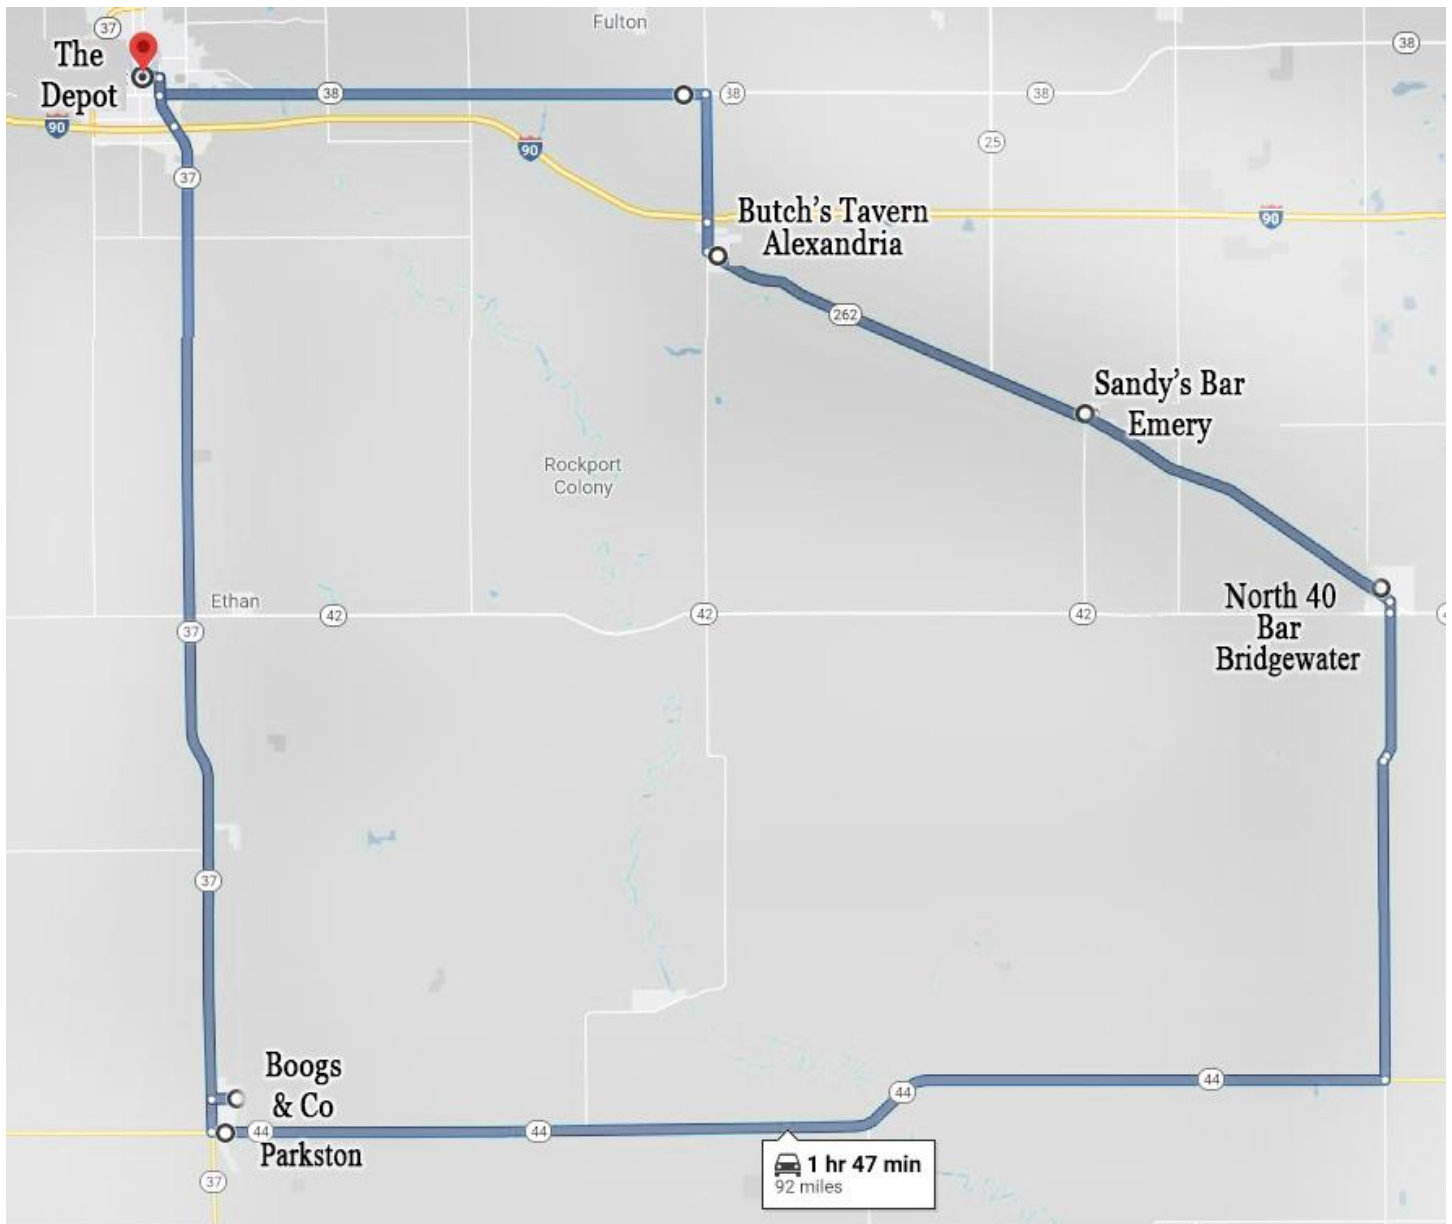 37
Fulton
38
The
Depot
38
38
38
90
90
25
37
Butch's Tavern
Alexandria
90
262
Sandy's Bar
Emery
Rockport
Colony
North 40
Bar
Bridgewater
Ethan
42
42
42
37
37
Boogs
& Co
44
44
44
44
Parkston
1 hr 47 min
92 miles
37